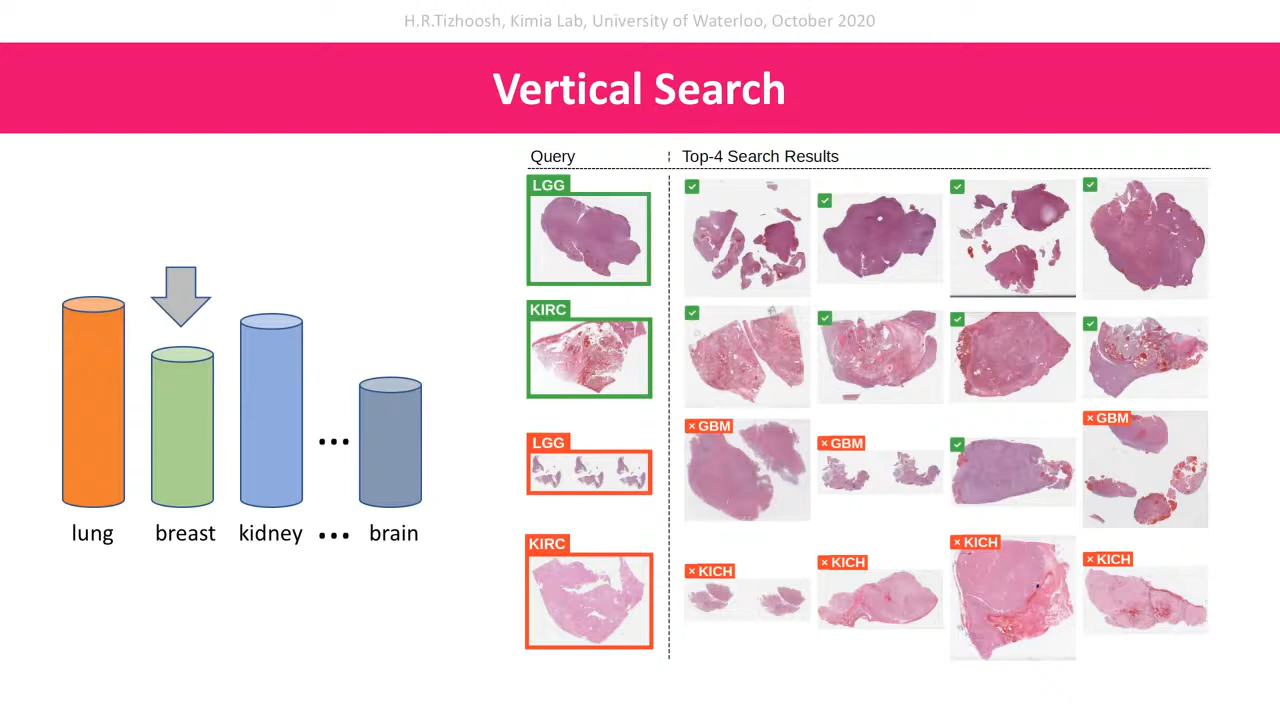 H.R.Tizhoosh, Kimia Lab, University of Waterloo, October 2020
Vertical Search
lung breast kidney ... brain
...
Query Top-4 Search Results
LGG
KIRC
LGG × GBM × GBM × GBM
KIRC × KICH × KICH × KICH × KICH